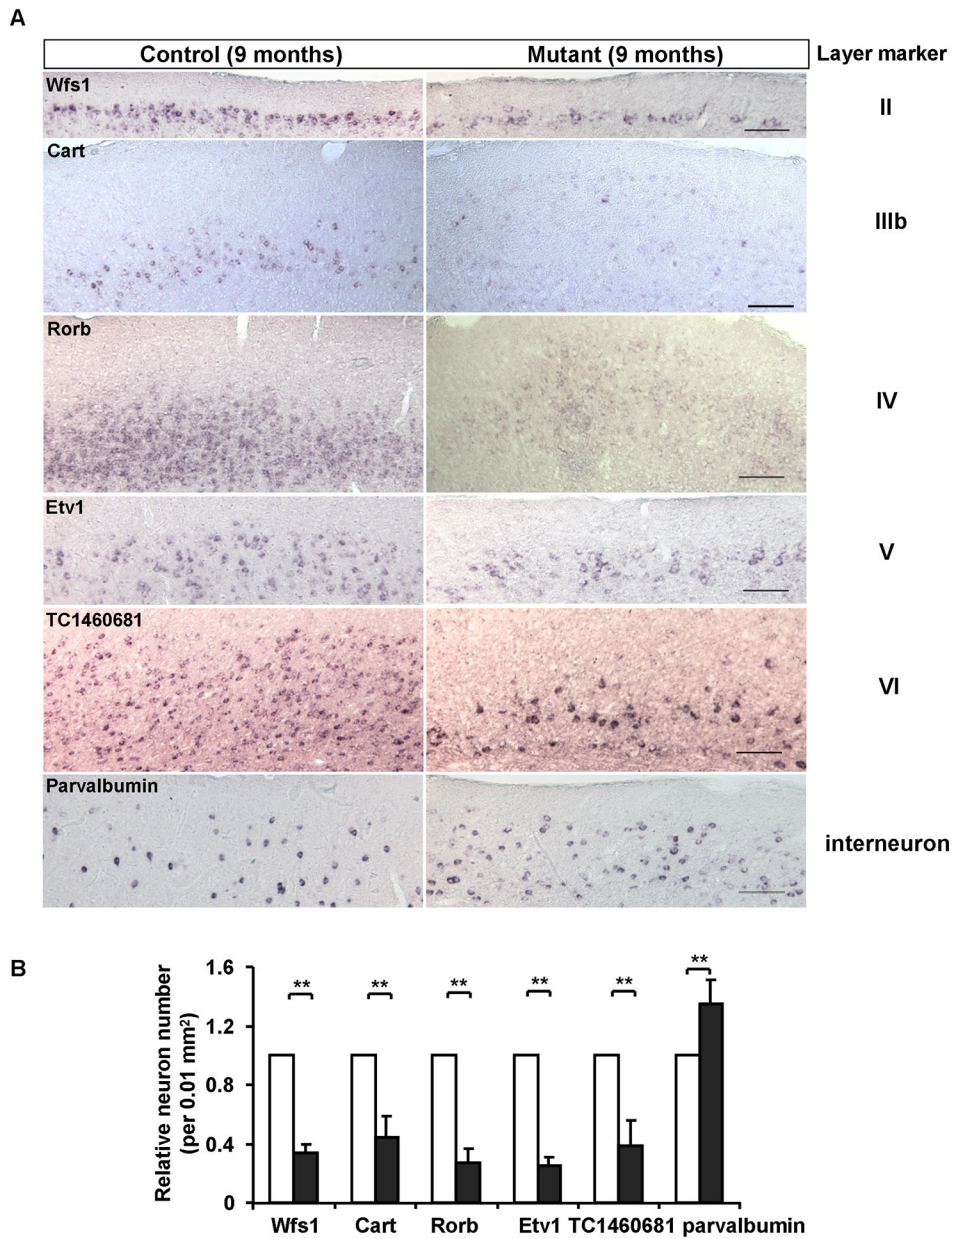 A
Control (9 months) Mutant (9 months) Layer marker
Wfs1
II
Cart
IIIb
Rorb
IV
Etv1
V
TC1460681
VI
Parvalbumin
interneuron
B
Relative neuron number
(per 0.01 mm²)
1.6
1.2
0.8
0.4
0
** ** ** ** ** **
Wfs1 Cart Rorb Etv1 TC1460681 parvalbumin